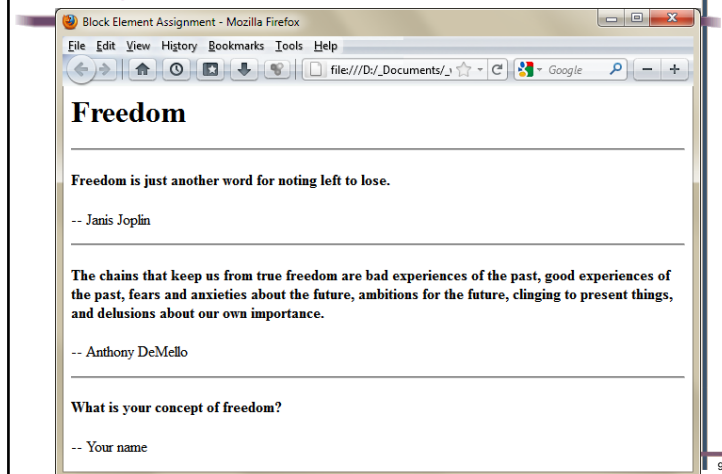 Block Element Assignment - Mozilla Firefox
File Edit View History Bookmarks Tools Help
file:///D:/_Documents/_
Google
Freedom
Freedom is just another word for noting left to lose.
-- Janis Joplin
The chains that keep us from true freedom are bad experiences of
the past, good experiences of
the past, fears and anxieties about the future, ambitions for the future, clinging to present things,
and delusions about our own importance.
-- Anthony DeMello
What is your concept of freedom?
-- Your name